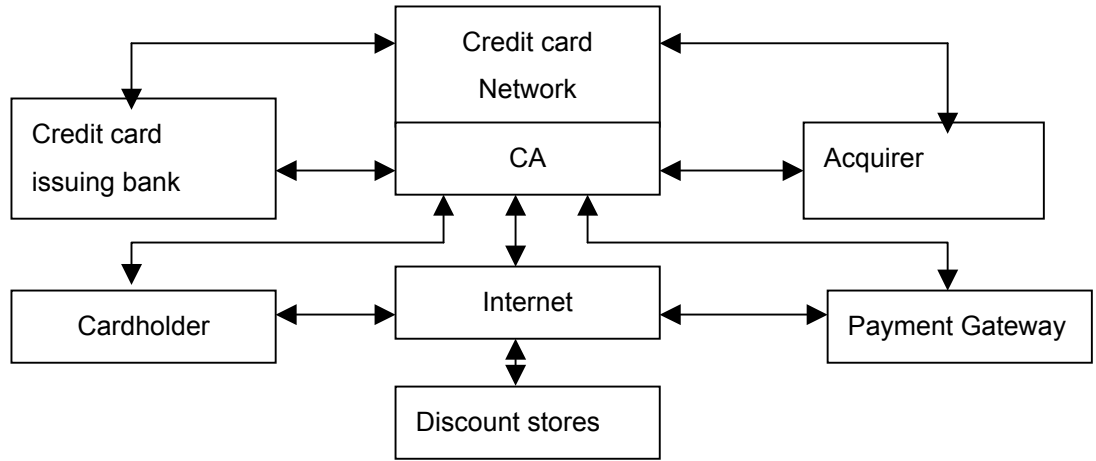 Credit card
Network
Credit card
issuing bank
CA
Acquirer
Cardholder
Internet
Payment Gateway
Discount stores